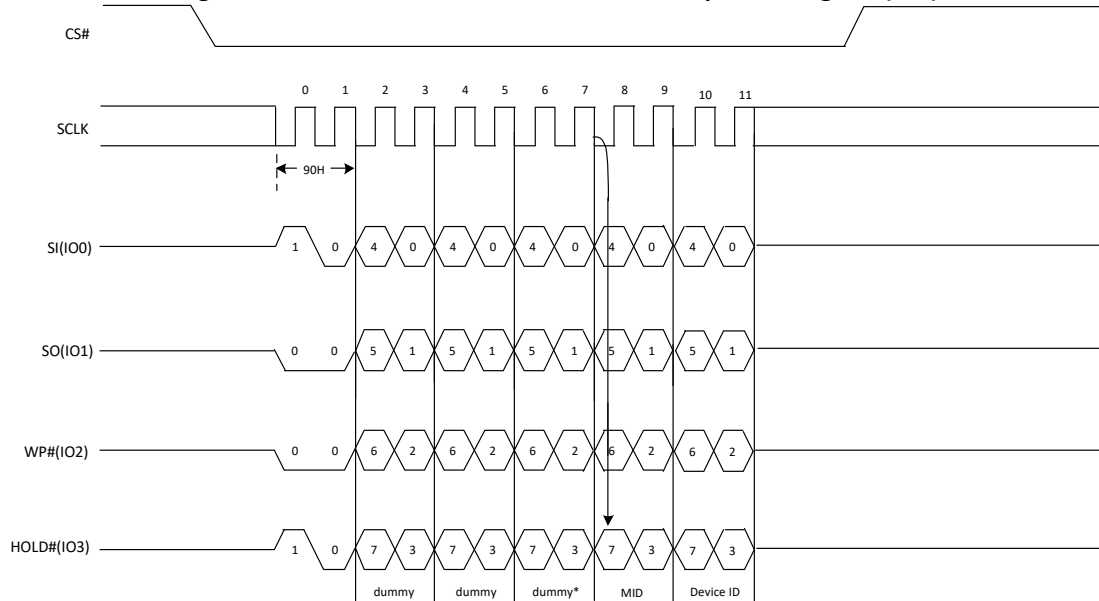 CS#
0 1 2 3 4 5 6 7 8 9 10 11
SCLK
90H
SI(IO0) 1 0 4 0 4 0 4 0 4 0 4 0
SO(IO1) 0 0 5 1 5 1 5 1 5 1 5 1
WP#(IO2) 0 0 6 2 6 2 6 2 6 2 6 2
HOLD#(IO3) 1 0 7 3 7 3 7 3 7 3 7 3
dummy dummy dummy* MID Device ID